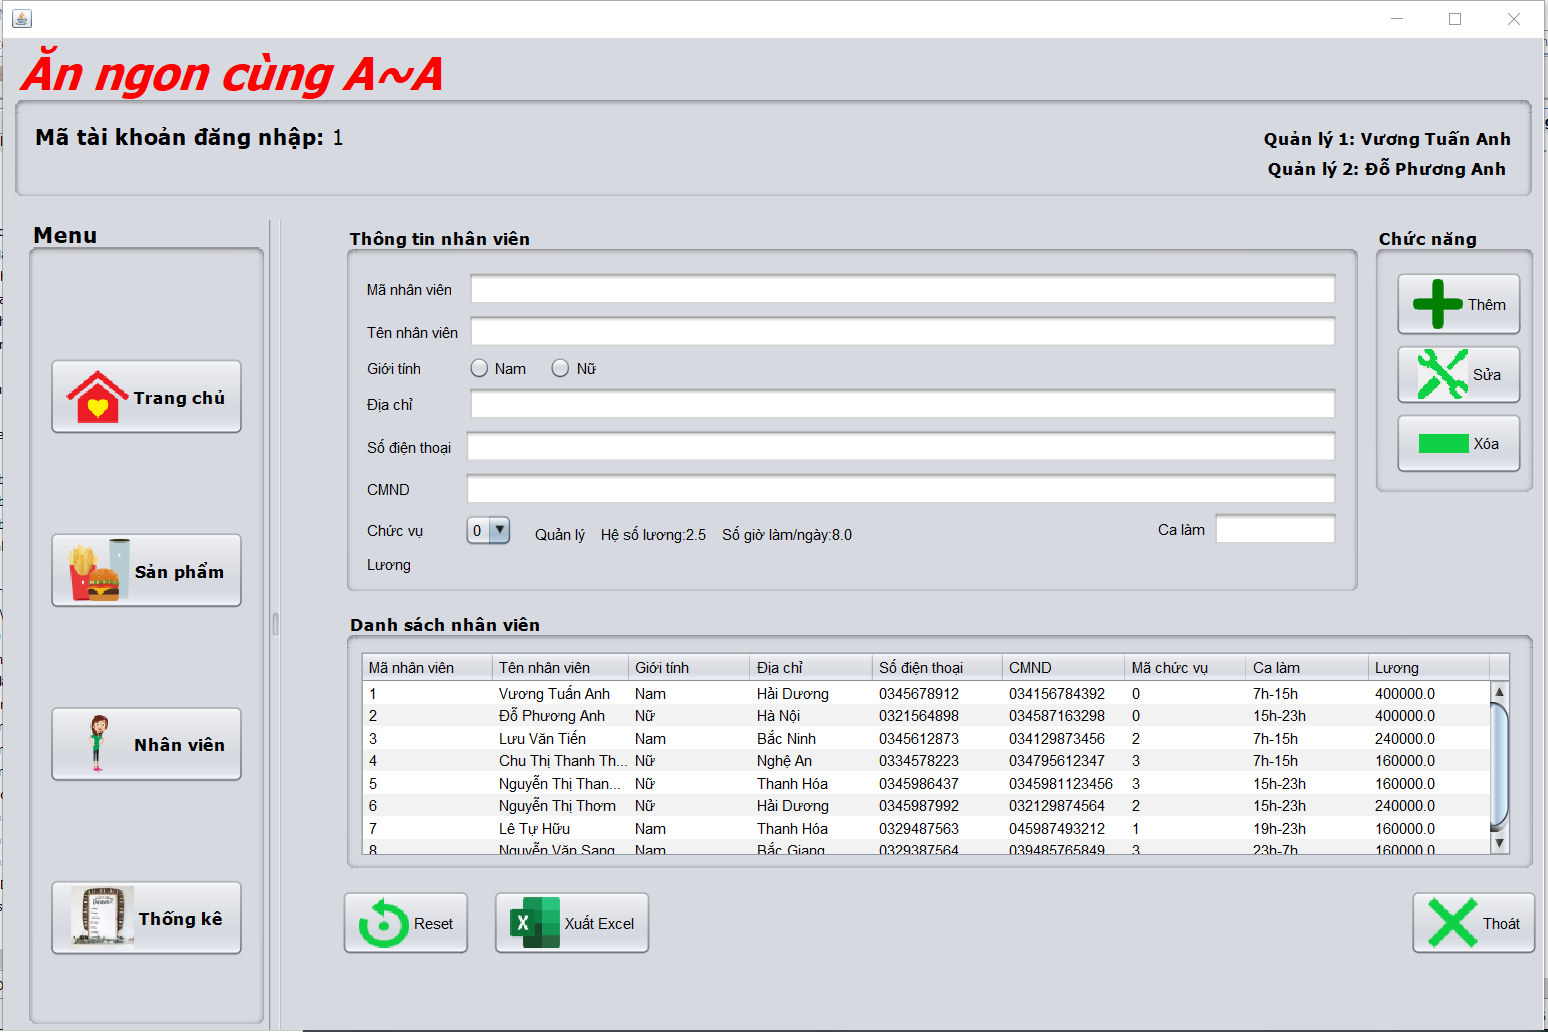 Ăn ngon cùng A~A
Mã tài khoản đăng nhập: 1
Quản lý 1: Vương Tuấn Anh
Quản lý 2: Đỗ Phương Anh
Menu
Trang chủ
Sản phẩm
Nhân viên
Thống kê
Thông tin nhân viên
Mã nhân viên
Tên nhân viên
Giới tính Nam Nữ
Địa chỉ
Số điện thoại
CMND
Chức vụ 0 Quản lý Hệ số lương:2.5 Số giờ làm/ngày:8.0 Ca làm
Lương
Chức năng
Thêm
Sửa
Xóa
Danh sách nhân viên
Mã nhân viên Tên nhân viên Giới tính Địa chỉ Số điện thoại CMND Mã chức vụ Ca làm Lương
1 Vương Tuấn Anh Nam Hải Dương 0345678912 034156784392 0 7h-15h 400000.0
2 Đỗ Phương Anh Nữ Hà Nội 0321564898 034587163298 0 15h-23h 400000.0
3 Lưu Văn Tiến Nam Bắc Ninh 0345612873 034129873456 2 7h-15h 240000.0
4 Chu Thị Thanh Th... Nữ Nghệ An 0334578223 034795612347 3 7h-15h 160000.0
5 Nguyễn Thị Than... Nữ Thanh Hóa 0345986437 0345981123456 3 15h-23h 160000.0
6 Nguyễn Thị Thơm Nữ Hải Dương 0345987992 032129874564 2 15h-23h 240000.0
7 Lê Tự Hữu Nam Thanh Hóa 0329487563 045987493212 1 19h-23h 160000.0
8 Nguyễn Văn Sang Nam Bắc Giang 0329387564 039485765849 3 23h-7h 160000.0
Reset
Xuất Excel
Thoát